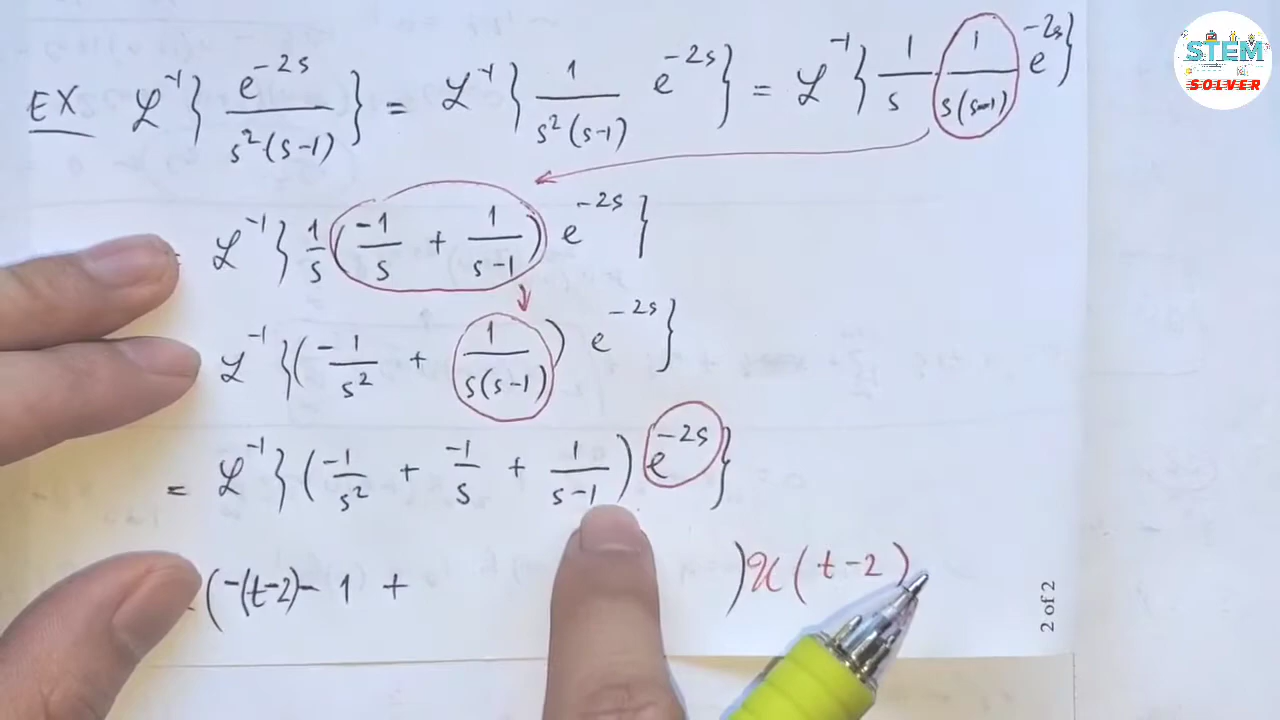 STEM
SOLVER
EX ℒ⁻¹{ e^{-2s} / s²(s-1) } = ℒ⁻¹{ 1 / s²(s-1) e^{-2s} } = ℒ⁻¹{ 1/s 1 / s(s-1) e^{-2s} }
ℒ⁻¹{ 1/s ( -1/s + 1/(s-1) ) e^{-2s} }
ℒ⁻¹{ ( -1/s² + 1 / s(s-1) ) e^{-2s} }
= ℒ⁻¹{ ( -1/s² + -1/s + 1/(s-1) ) e^{-2s} }
( -(t-2) - 1 + ) 𝒰(t-2)
2 of 2